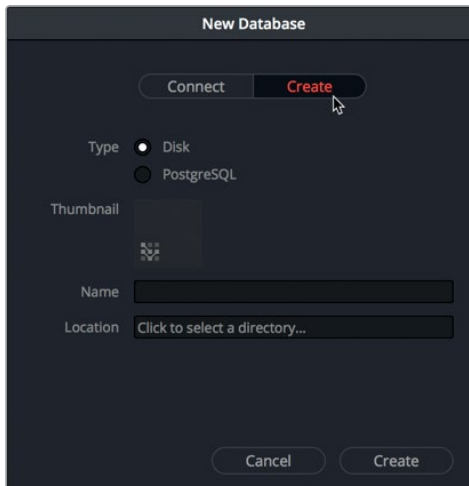 New Database
Connect Create
Type Disk
PostgreSQL
Thumbnail
Name
Location Click to select a directory...
Cancel Create